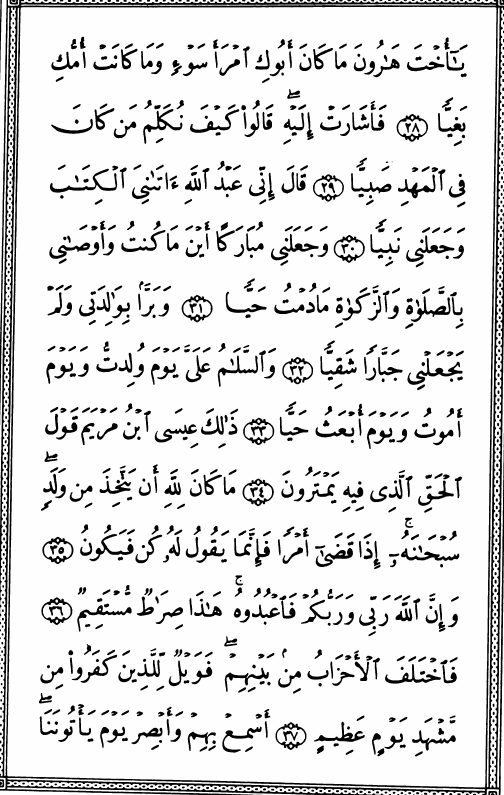 يَٰٓأُخْتَ هَٰرُونَ مَا كَانَ أَبُوكِ ٱمْرَأَ سَوْءٍ وَمَا كَانَتْ أُمُّكِ
بَغِيًّا ٢٨ فَأَشَارَتْ إِلَيْهِ ۖ قَالُوا۟ كَيْفَ نُكَلِّمُ مَن كَانَ
فِى ٱلْمَهْدِ صَبِيًّا ٢٩ قَالَ إِنِّى عَبْدُ ٱللَّهِ ءَاتَىٰنِىَ ٱلْكِتَٰبَ
وَجَعَلَنِى نَبِيًّا ٣٠ وَجَعَلَنِى مُبَارَكًا أَيْنَ مَا كُنتُ وَأَوْصَٰنِى
بِٱلصَّلَوٰةِ وَٱلزَّكَوٰةِ مَا دُمْتُ حَيًّا ٣١ وَبَرًّۢا بِوَٰلِدَتِى وَلَمْ
يَجْعَلْنِى جَبَّارًا شَقِيًّا ٣٢ وَٱلسَّلَٰمُ عَلَىَّ يَوْمَ وُلِدتُّ وَيَوْمَ
أَمُوتُ وَيَوْمَ أُبْعَثُ حَيًّا ٣٣ ذَٰلِكَ عِيسَى ٱبْنُ مَرْيَمَ قَوْلَ
ٱلْحَقِّ ٱلَّذِى فِيهِ يَمْتَرُونَ ٣٤ مَا كَانَ لِلَّهِ أَن يَتَّخِذَ مِن وَلَدٍ ۖ
سُبْحَٰنَهُۥٓ ۚ إِذَا قَضَىٰٓ أَمْرًا فَإِنَّمَا يَقُولُ لَهُۥ كُن فَيَكُونُ ٣٥
وَإِنَّ ٱللَّهَ رَبِّى وَرَبُّكُمْ فَٱعْبُدُوهُ ۚ هَٰذَا صِرَٰطٌ مُّسْتَقِيمٌ ٣٦
فَٱخْتَلَفَ ٱلْأَحْزَابُ مِنۢ بَيْنِهِمْ ۖ فَوَيْلٌ لِّلَّذِينَ كَفَرُوا۟ مِن
مَّشْهَدِ يَوْمٍ عَظِيمٍ ٣٧ أَسْمِعْ بِهِمْ وَأَبْصِرْ يَوْمَ يَأْتُونَنَا ۖ